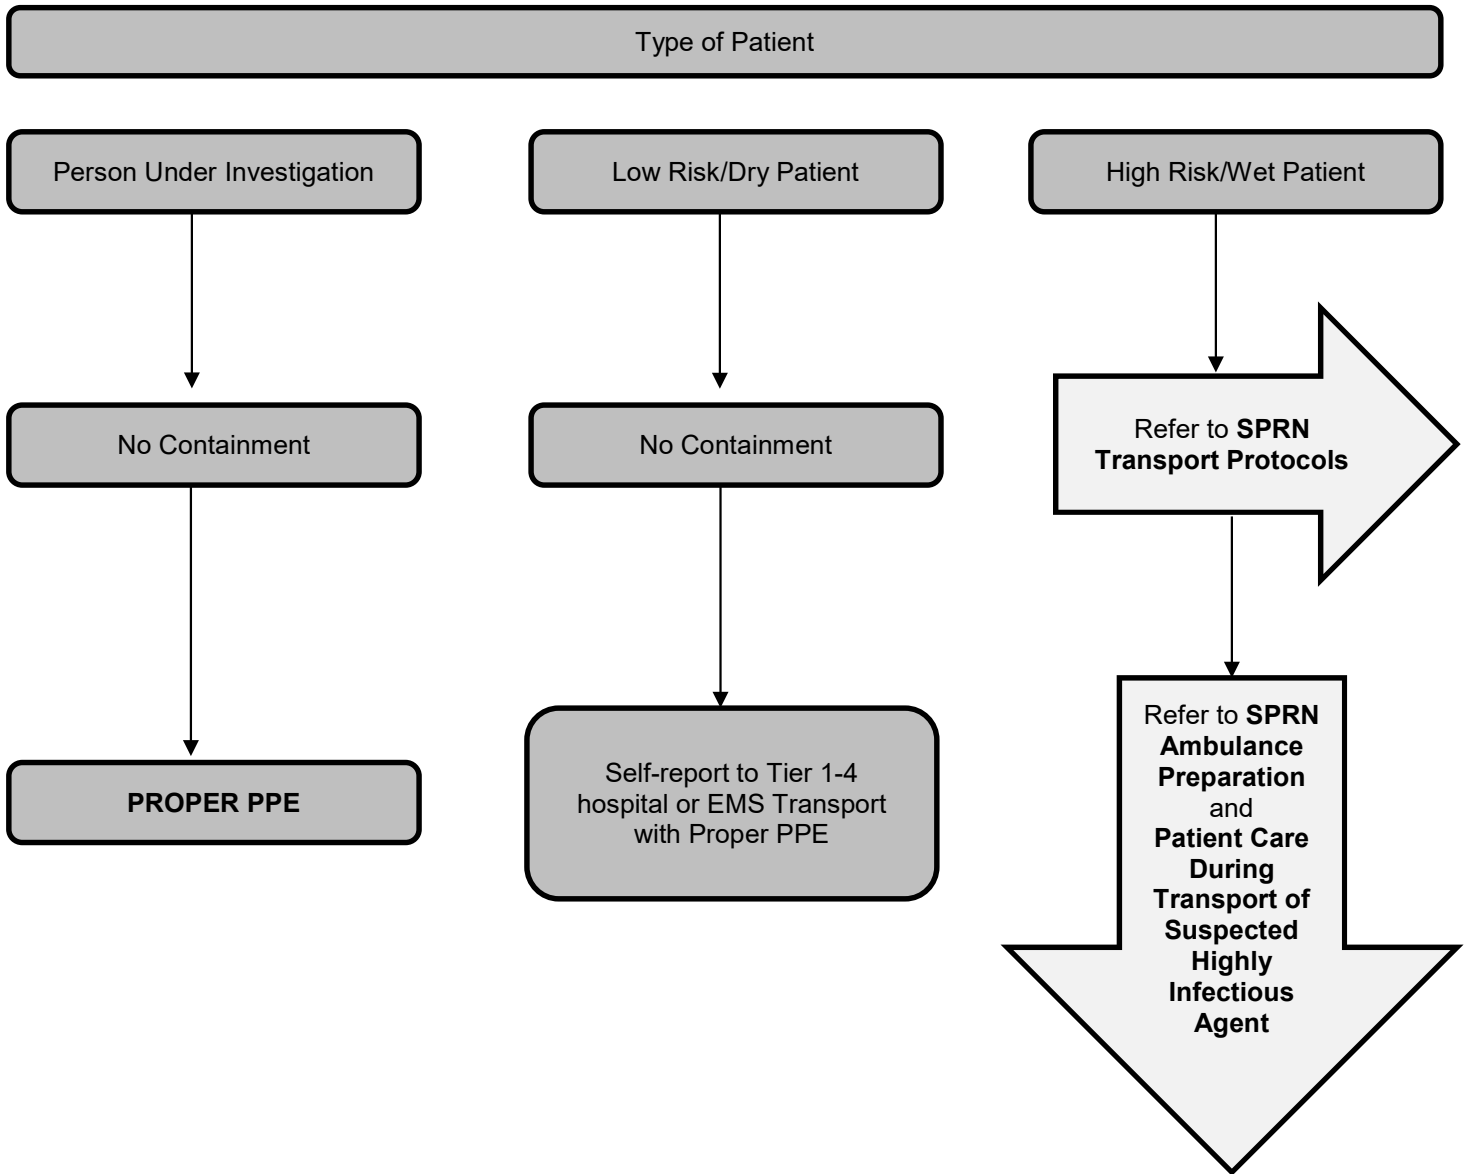 Type of Patient
Person Under Investigation
Low Risk/Dry Patient
High Risk/Wet Patient
No Containment
No Containment
Refer to SPRN
Transport Protocols
PROPER PPE
Self-report to Tier 1-4
hospital or EMS Transport
with Proper PPE
Refer to SPRN
Ambulance
Preparation
and
Patient Care
During
Transport of
Suspected
Highly
Infectious
Agent